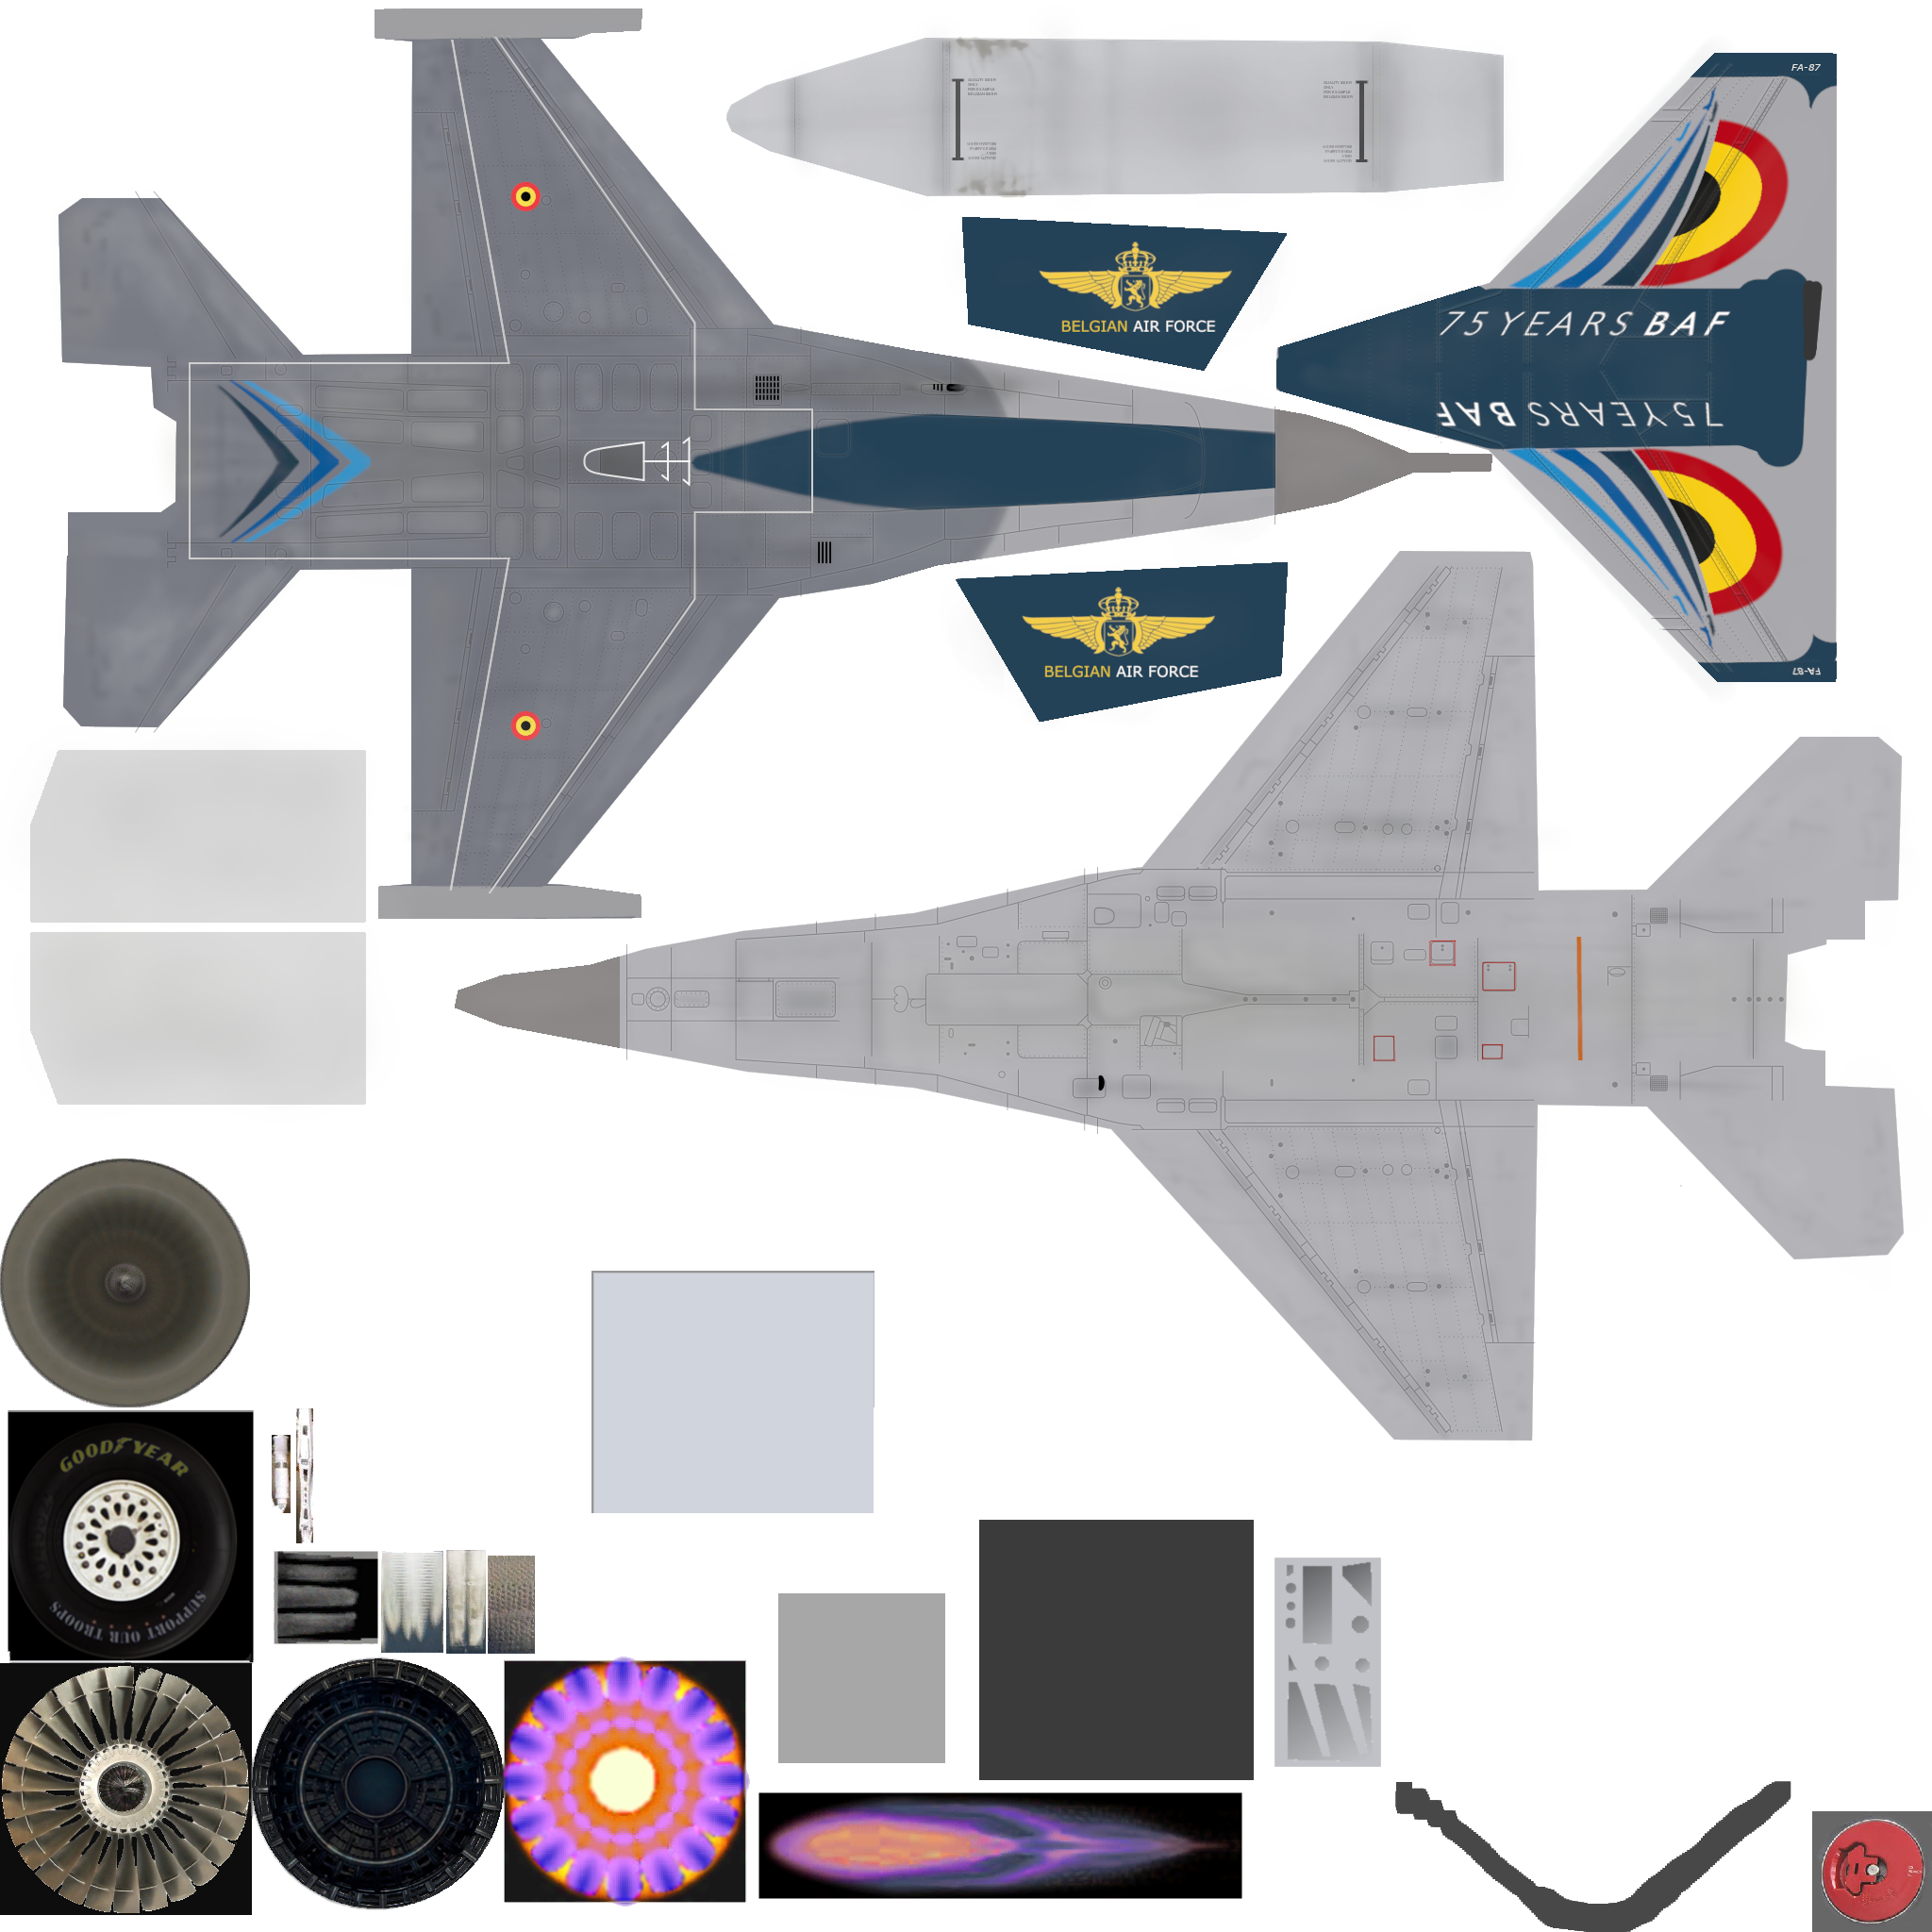 FA-87
75 YEARS BAF
BELGIAN AIR FORCE
75 YEARS BAF
BELGIAN AIR FORCE
FA-87
GOODYEAR
SUPPORT OUR TROOPS